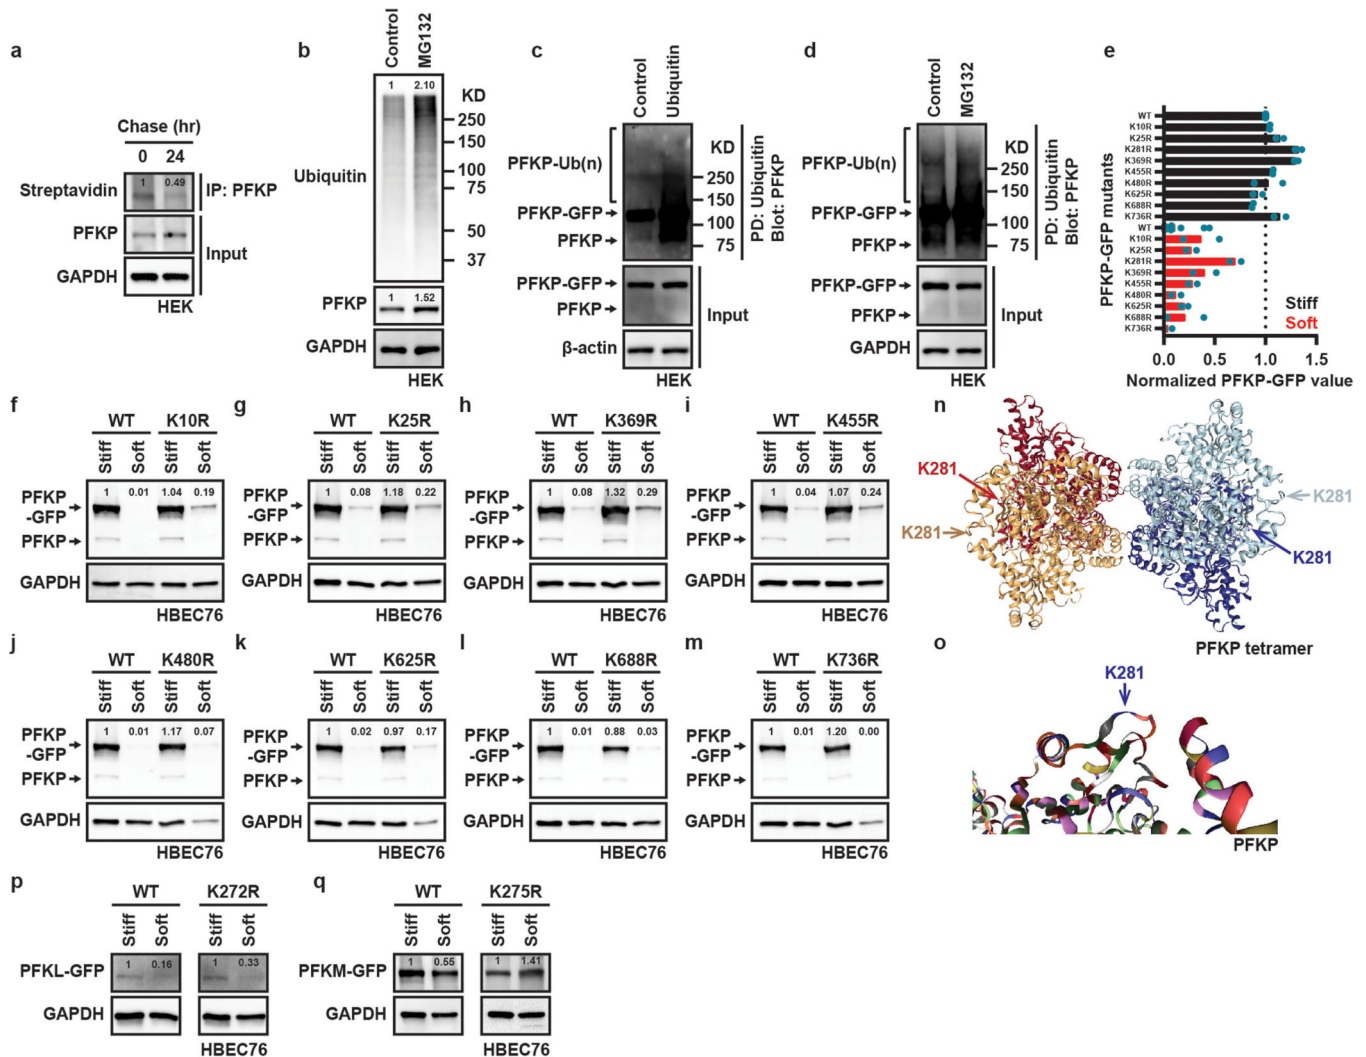 a
Chase (hr)
0 24
Streptavidin 1 0.49 IP: PFKP
PFKP
Input
GAPDH
HEK
b
Control MG132
1 2.10
KD
250
150
100
75
Ubiquitin
50
37
PFKP 1 1.52
GAPDH
HEK
c
Control Ubiquitin
KD
PFKP-Ub(n)
250
150
PFKP-GFP
100
PFKP
75
PD: Ubiquitin
Blot: PFKP
PFKP-GFP
PFKP
Input
β-actin
HEK
d
Control MG132
KD
PFKP-Ub(n)
250
150
PFKP-GFP
100
PFKP
75
PD: Ubiquitin
Blot: PFKP
PFKP-GFP
PFKP
Input
GAPDH
HEK
e
PFKP-GFP mutants
WT
K10R
K25R
K281R
K369R
K455R
K480R
K625R
K688R
K736R
WT
K10R
K25R
K281R
K369R
K455R
K480R
K625R
K688R
K736R
Stiff
Soft
0.0 0.5 1.0 1.5
Normalized PFKP-GFP value
f
WT K10R
Stiff Soft Stiff Soft
1 0.01 1.04 0.19
PFKP
-GFP
PFKP
GAPDH
HBEC76
g
WT K25R
Stiff Soft Stiff Soft
1 0.08 1.18 0.22
PFKP
-GFP
PFKP
GAPDH
HBEC76
h
WT K369R
Stiff Soft Stiff Soft
1 0.08 1.32 0.29
PFKP
-GFP
PFKP
GAPDH
HBEC76
i
WT K455R
Stiff Soft Stiff Soft
1 0.04 1.07 0.24
PFKP
-GFP
PFKP
GAPDH
HBEC76
n
K281
K281
K281
K281
PFKP tetramer
j
WT K480R
Stiff Soft Stiff Soft
1 0.01 1.17 0.07
PFKP
-GFP
PFKP
GAPDH
HBEC76
k
WT K625R
Stiff Soft Stiff Soft
1 0.02 0.97 0.17
PFKP
-GFP
PFKP
GAPDH
HBEC76
l
WT K688R
Stiff Soft Stiff Soft
1 0.01 0.88 0.03
PFKP
-GFP
PFKP
GAPDH
HBEC76
m
WT K736R
Stiff Soft Stiff Soft
1 0.01 1.20 0.00
PFKP
-GFP
PFKP
GAPDH
HBEC76
o
K281
PFKP
p
WT K272R
Stiff Soft Stiff Soft
PFKL-GFP 1 0.16 1 0.33
GAPDH
HBEC76
q
WT K275R
Stiff Soft Stiff Soft
PFKM-GFP 1 0.55 1 1.41
GAPDH
HBEC76